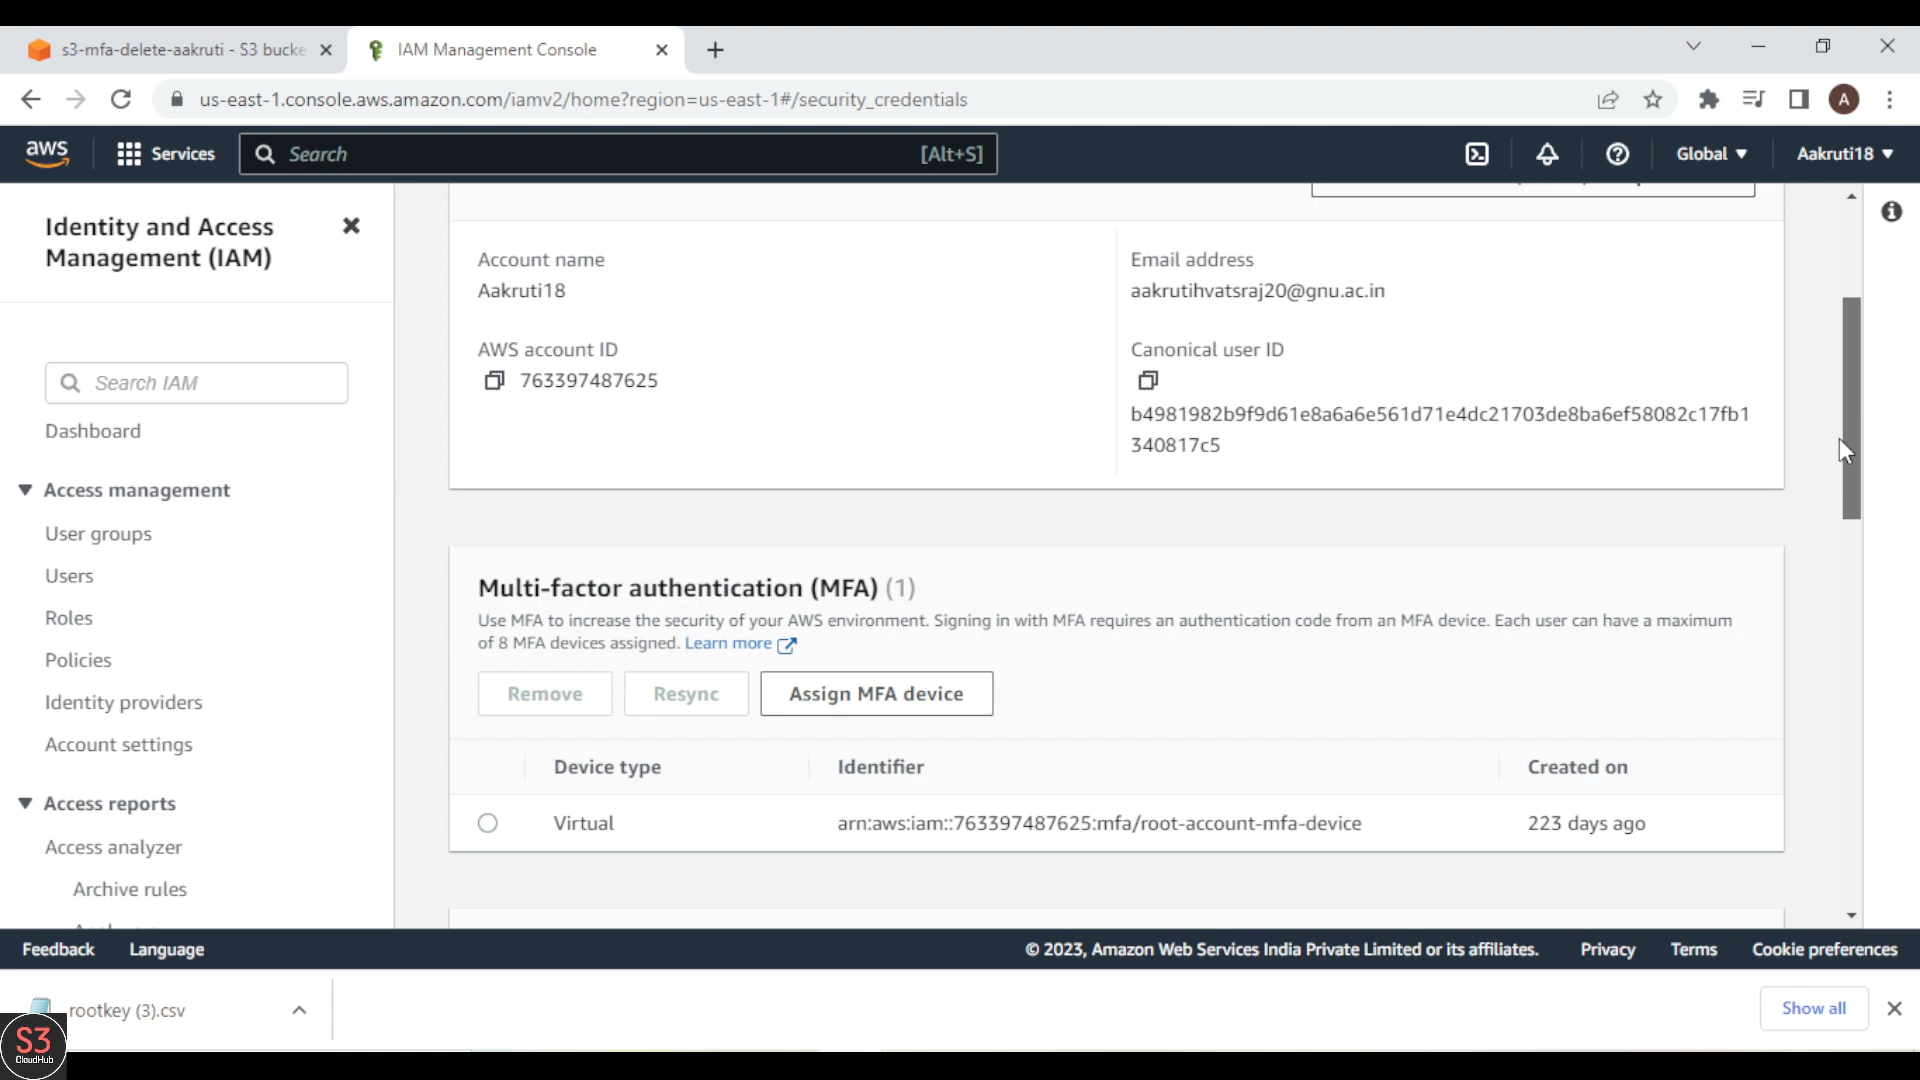 s3-mfa-delete-aakruti - S3 bucke
IAM Management Console
us-east-1.console.aws.amazon.com/iamv2/home?region=us-east-1#/security_credentials
A
aws
Services
Search
[Alt+S]
Global
Aakruti18
Identity and Access
Management (IAM)
Search IAM
Dashboard
Access management
User groups
Users
Roles
Policies
Identity providers
Account settings
Access reports
Access analyzer
Archive rules
Account name
Aakruti18
Email address
aakrutihvatsraj20@gnu.ac.in
AWS account ID
763397487625
Canonical user ID
b4981982b9f9d61e8a6a6e561d71e4dc21703de8ba6ef58082c17fb1
340817c5
Multi-factor authentication (MFA) (1)
Use MFA to increase the security of your AWS environment. Signing in with MFA requires an authentication code from an MFA device. Each user can have a maximum
of 8 MFA devices assigned. Learn more
Remove
Resync
Assign MFA device
Device type
Identifier
Created on
Virtual
arn:aws:iam::763397487625:mfa/root-account-mfa-device
223 days ago
Feedback
Language
© 2023, Amazon Web Services India Private Limited or its affiliates.
Privacy
Terms
Cookie preferences
rootkey (3).csv
Show all
S3
CloudHub